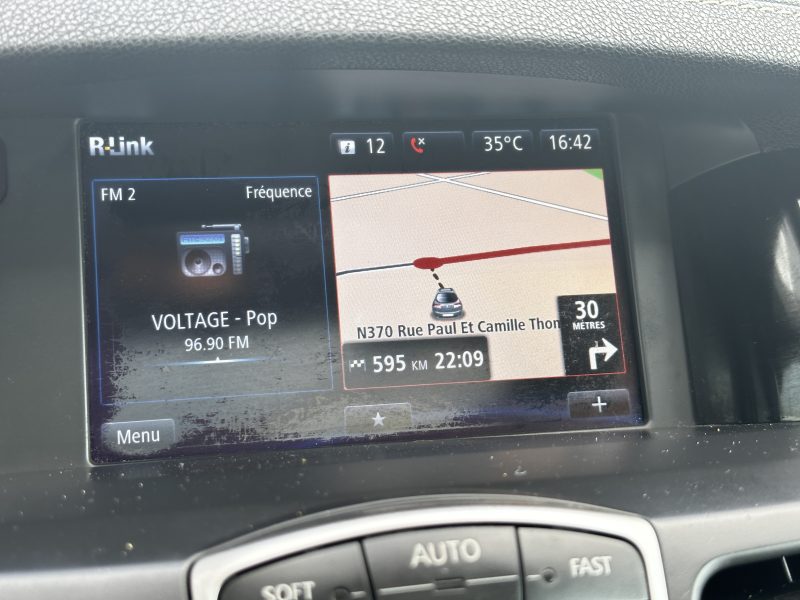 R-Link
i 12
35°C
16:42
FM 2
Fréquence
VOLTAGE - Pop
96.90 FM
N370 Rue Paul Et Camille Thon
30
MÈTRES
595 KM 22:09
Menu
+
SOFT
AUTO
FAST